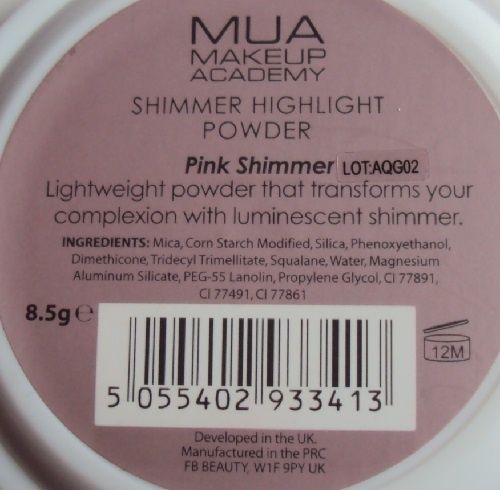 MUA
MAKEUP
ACADEMY
SHIMMER HIGHLIGHT
POWDER
Pink Shimmer LOT:AQG02
Lightweight powder that transforms your
complexion with luminescent shimmer.
INGREDIENTS: Mica, Corn Starch Modified, Silica, Phenoxyethanol,
Dimethicone, Tridecyl Trimellitate, Squalane, Water, Magnesium
Aluminum Silicate, PEG-55 Lanolin, Propylene Glycol, CI 77891,
CI 77491, CI 77861
8.5g ℮
12M
5 055402 933413
Developed in the UK.
Manufactured in the PRC
FB BEAUTY, W1F 9PY UK